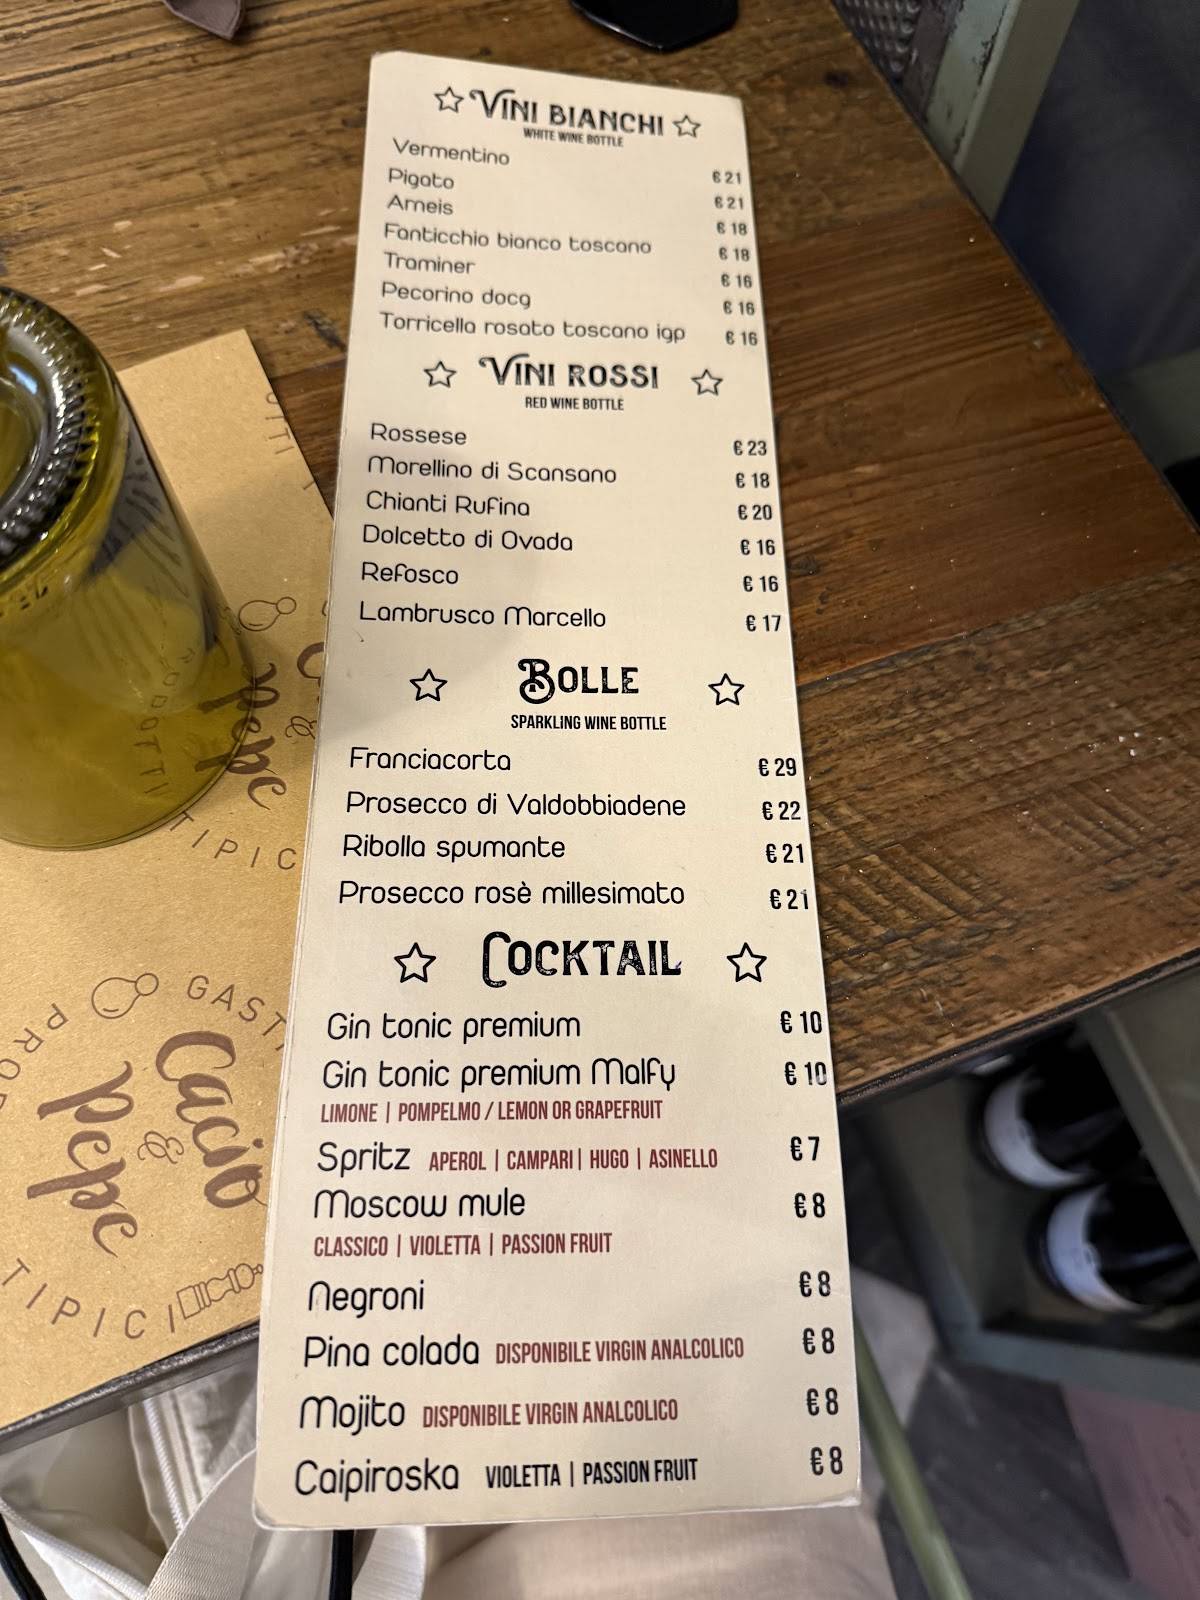 VINI BIANCHI
WHITE WINE BOTTLE
Vermentino € 21
Pigato € 21
Arneis € 18
Fanticchio bianco toscano € 18
Traminer € 16
Pecorino docg € 16
Torricella rosato toscano igp € 16
VINI ROSSI
RED WINE BOTTLE
Rossese € 23
Morellino di Scansano € 18
Chianti Rufina € 20
Dolcetto di Ovada € 16
Refosco € 16
Lambrusco Marcello € 17
BOLLE
SPARKLING WINE BOTTLE
Franciacorta € 29
Prosecco di Valdobbiadene € 22
Ribolla spumante € 21
Prosecco rosè millesimato € 21
COCKTAIL
Gin tonic premium € 10
Gin tonic premium Malfy € 10
LIMONE | POMPELMO / LEMON OR GRAPEFRUIT
Spritz APEROL | CAMPARI | HUGO | ASINELLO € 7
Moscow mule € 8
CLASSICO | VIOLETTA | PASSION FRUIT
Negroni € 8
Pina colada DISPONIBILE VIRGIN ANALCOLICO € 8
Mojito DISPONIBILE VIRGIN ANALCOLICO € 8
Caipiroska VIOLETTA | PASSION FRUIT € 8
pepe
&
TIPIC
Cacio
&
pepe
TIPICI